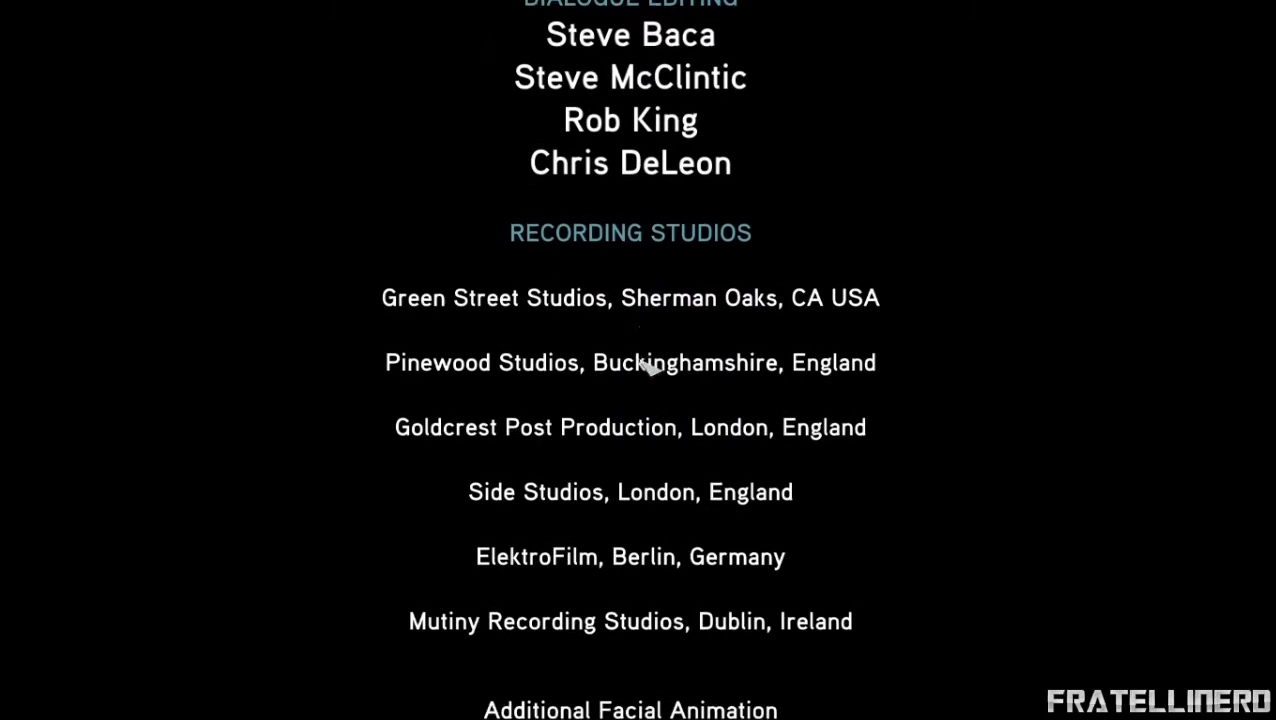 DIALOGUE EDITING
Steve Baca
Steve McClintic
Rob King
Chris DeLeon
RECORDING STUDIOS
Green Street Studios, Sherman Oaks, CA USA
Pinewood Studios, Buckinghamshire, England
Goldcrest Post Production, London, England
Side Studios, London, England
ElektroFilm, Berlin, Germany
Mutiny Recording Studios, Dublin, Ireland
Additional Facial Animation
FRATELLINERD